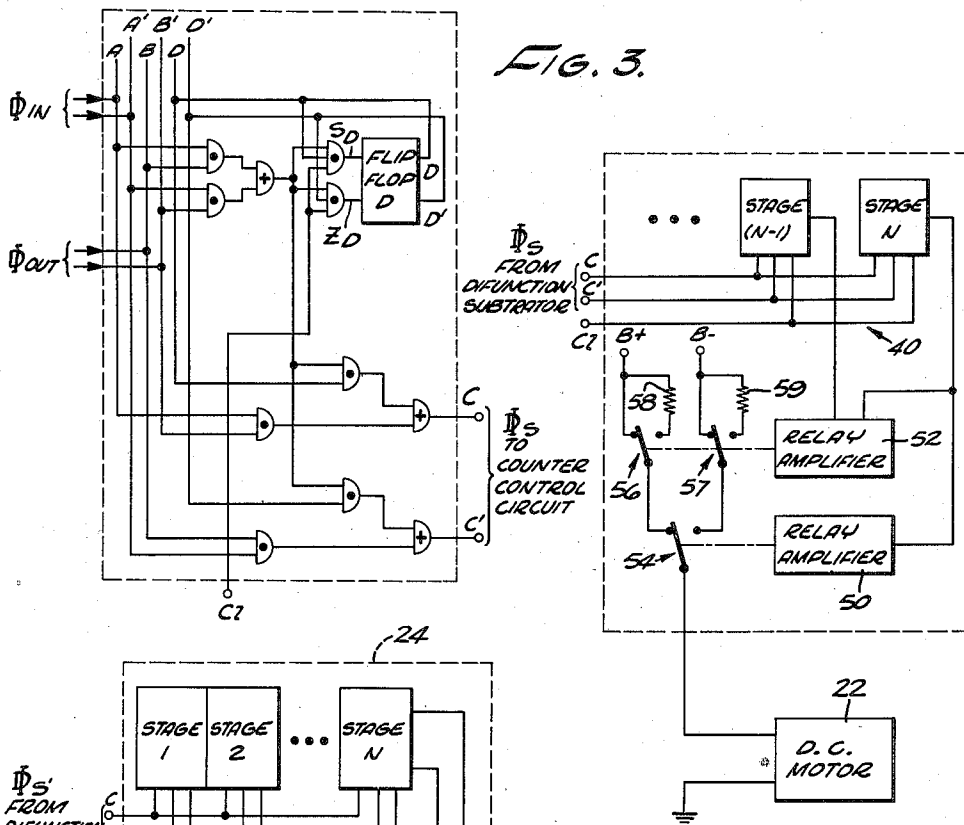 A A' B B' D D'
FIG. 3.
ΦIN
SD
FLIP
FLOP
D
D
D'
ZD
ΦOUT
C
ΦS
TO
COUNTER
CONTROL
CIRCUIT
C'
Cl
STAGE
(N-1)
STAGE
N
ΦS
FROM
DIFUNCTION
SUBTRATOR
C
C'
Cl
40
B+
B-
58
59
56
57
RELAY
AMPLIFIER
52
54
RELAY
AMPLIFIER
50
22
D.C.
MOTOR
24
STAGE
1
STAGE
2
STAGE
N
ΦS'
FROM
C